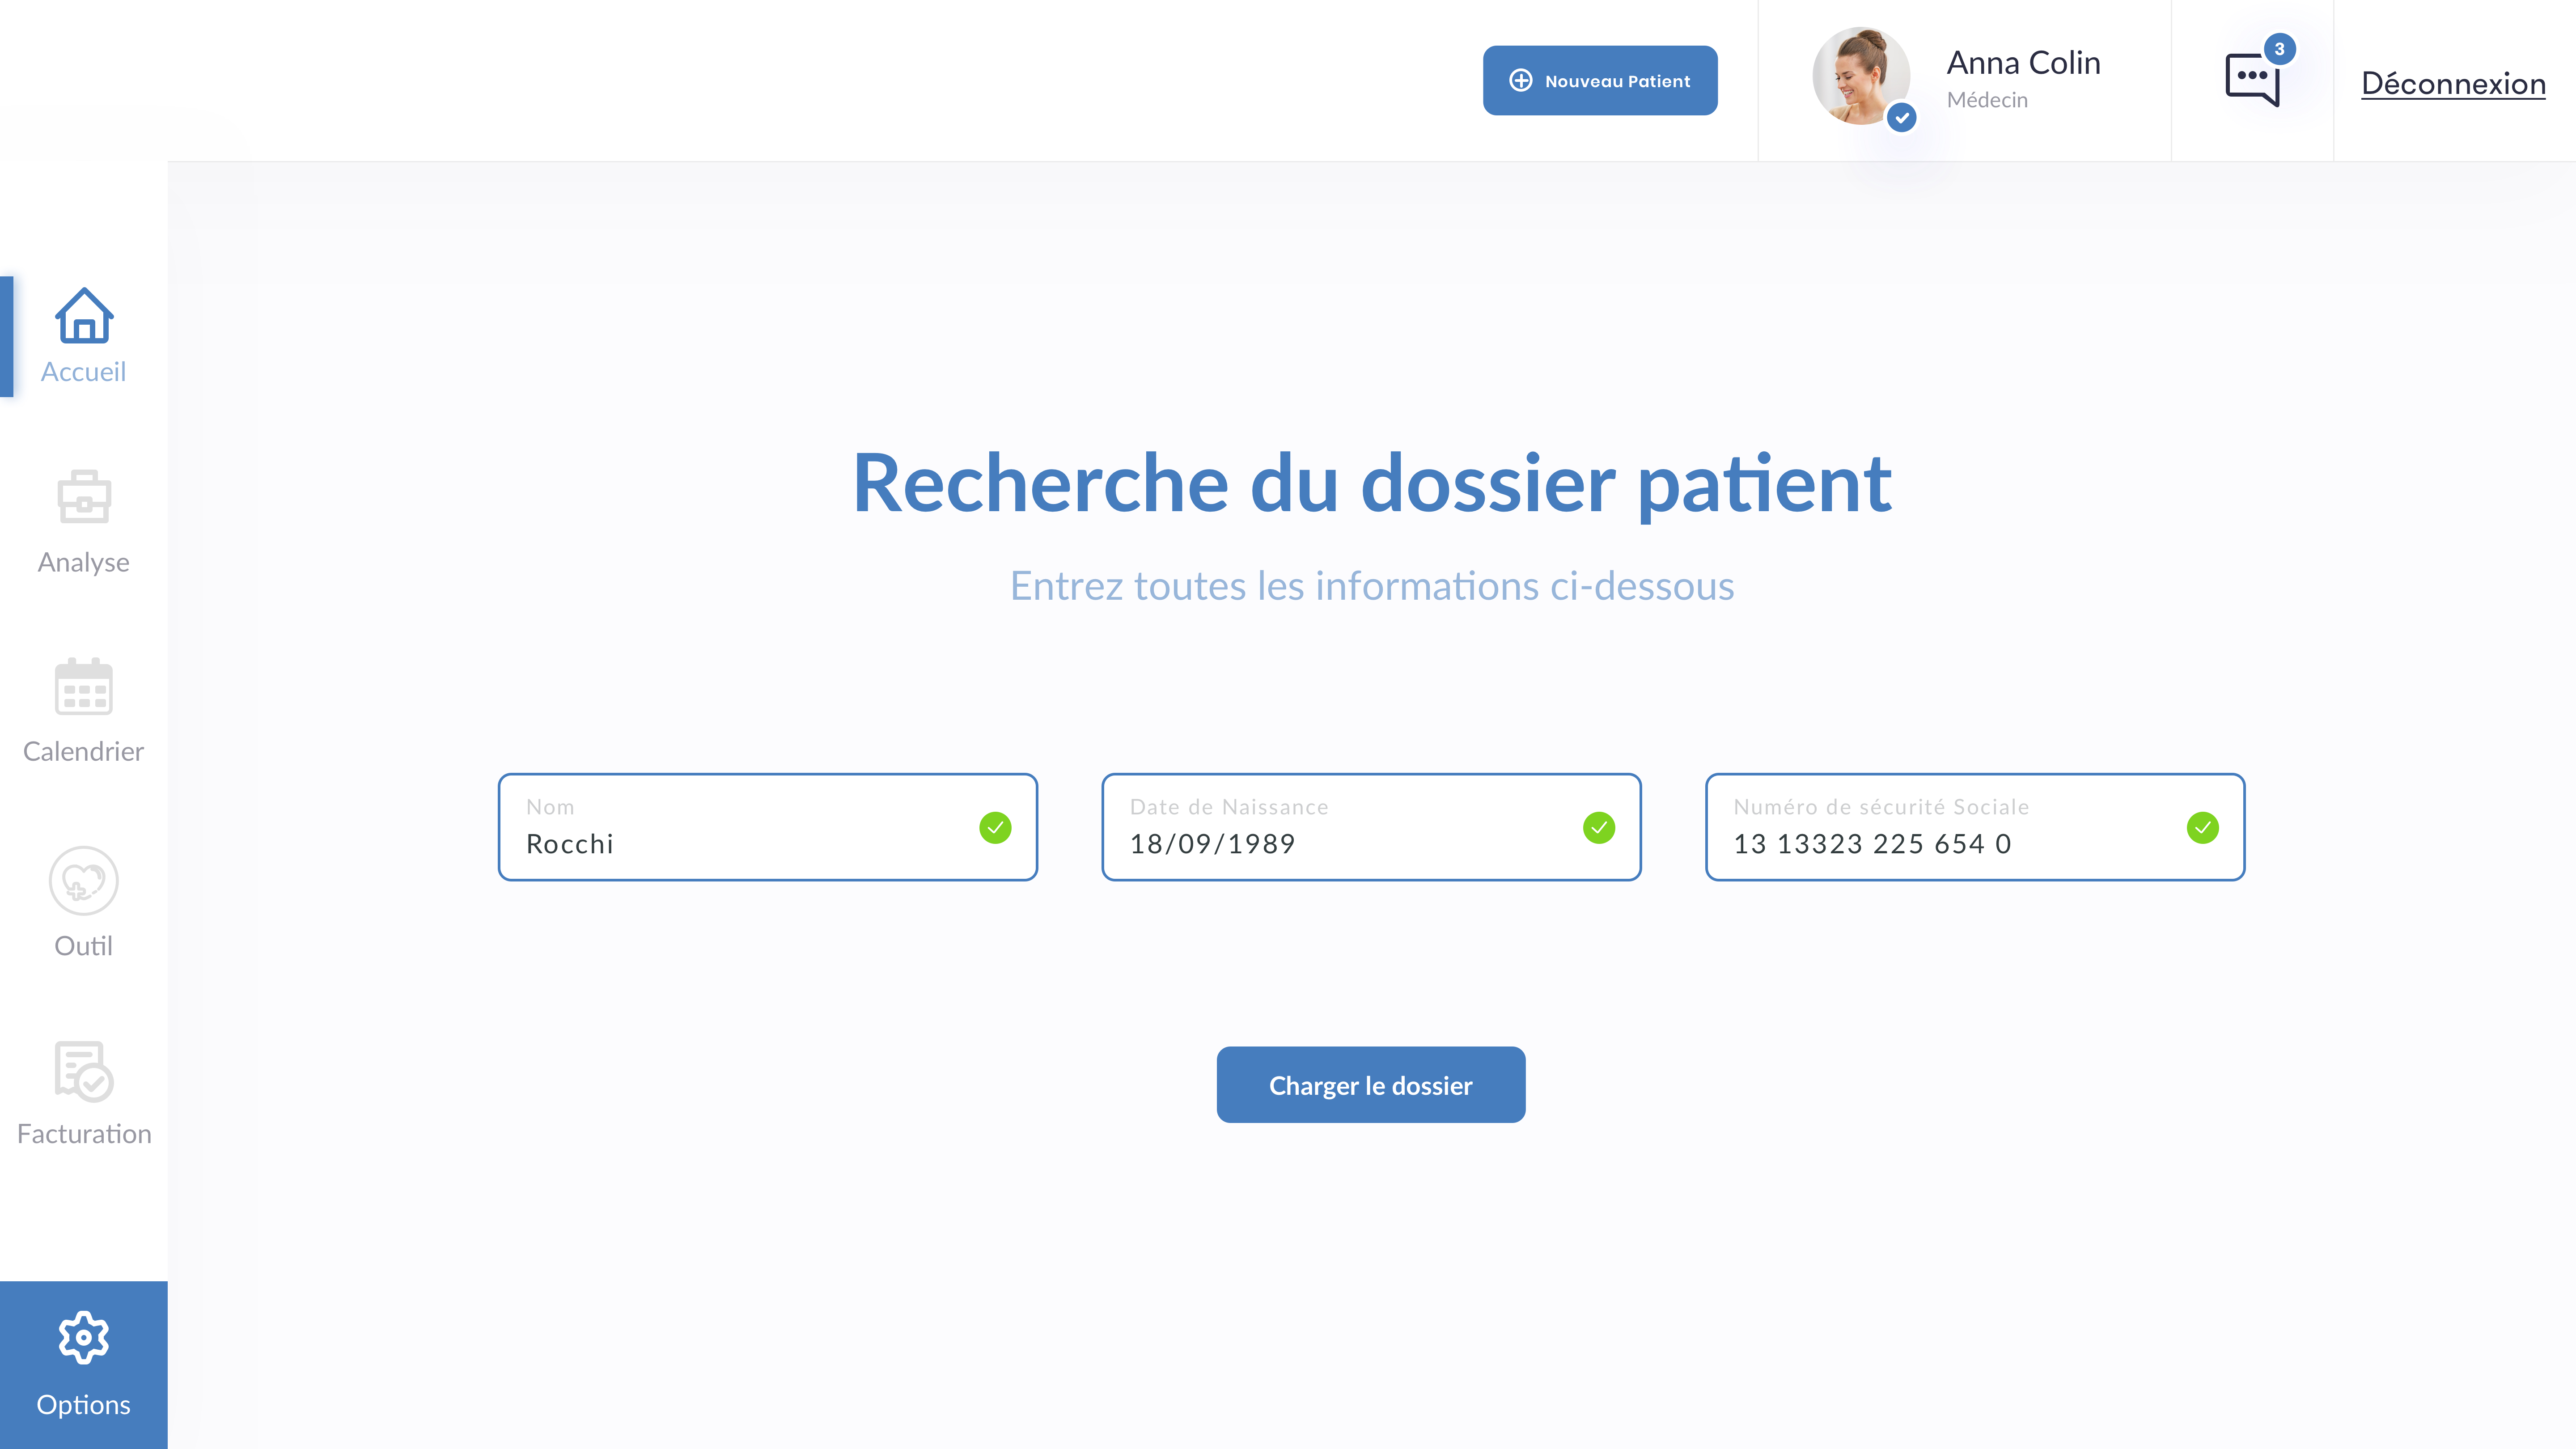 Nouveau Patient
Anna Colin
Médecin
3
Déconnexion
Accueil
Analyse
Calendrier
Outil
Facturation
Options
Recherche du dossier patient
Entrez toutes les informations ci-dessous
Nom
Rocchi
Date de Naissance
18/09/1989
Numéro de sécurité Sociale
13 13323 225 654 0
Charger le dossier